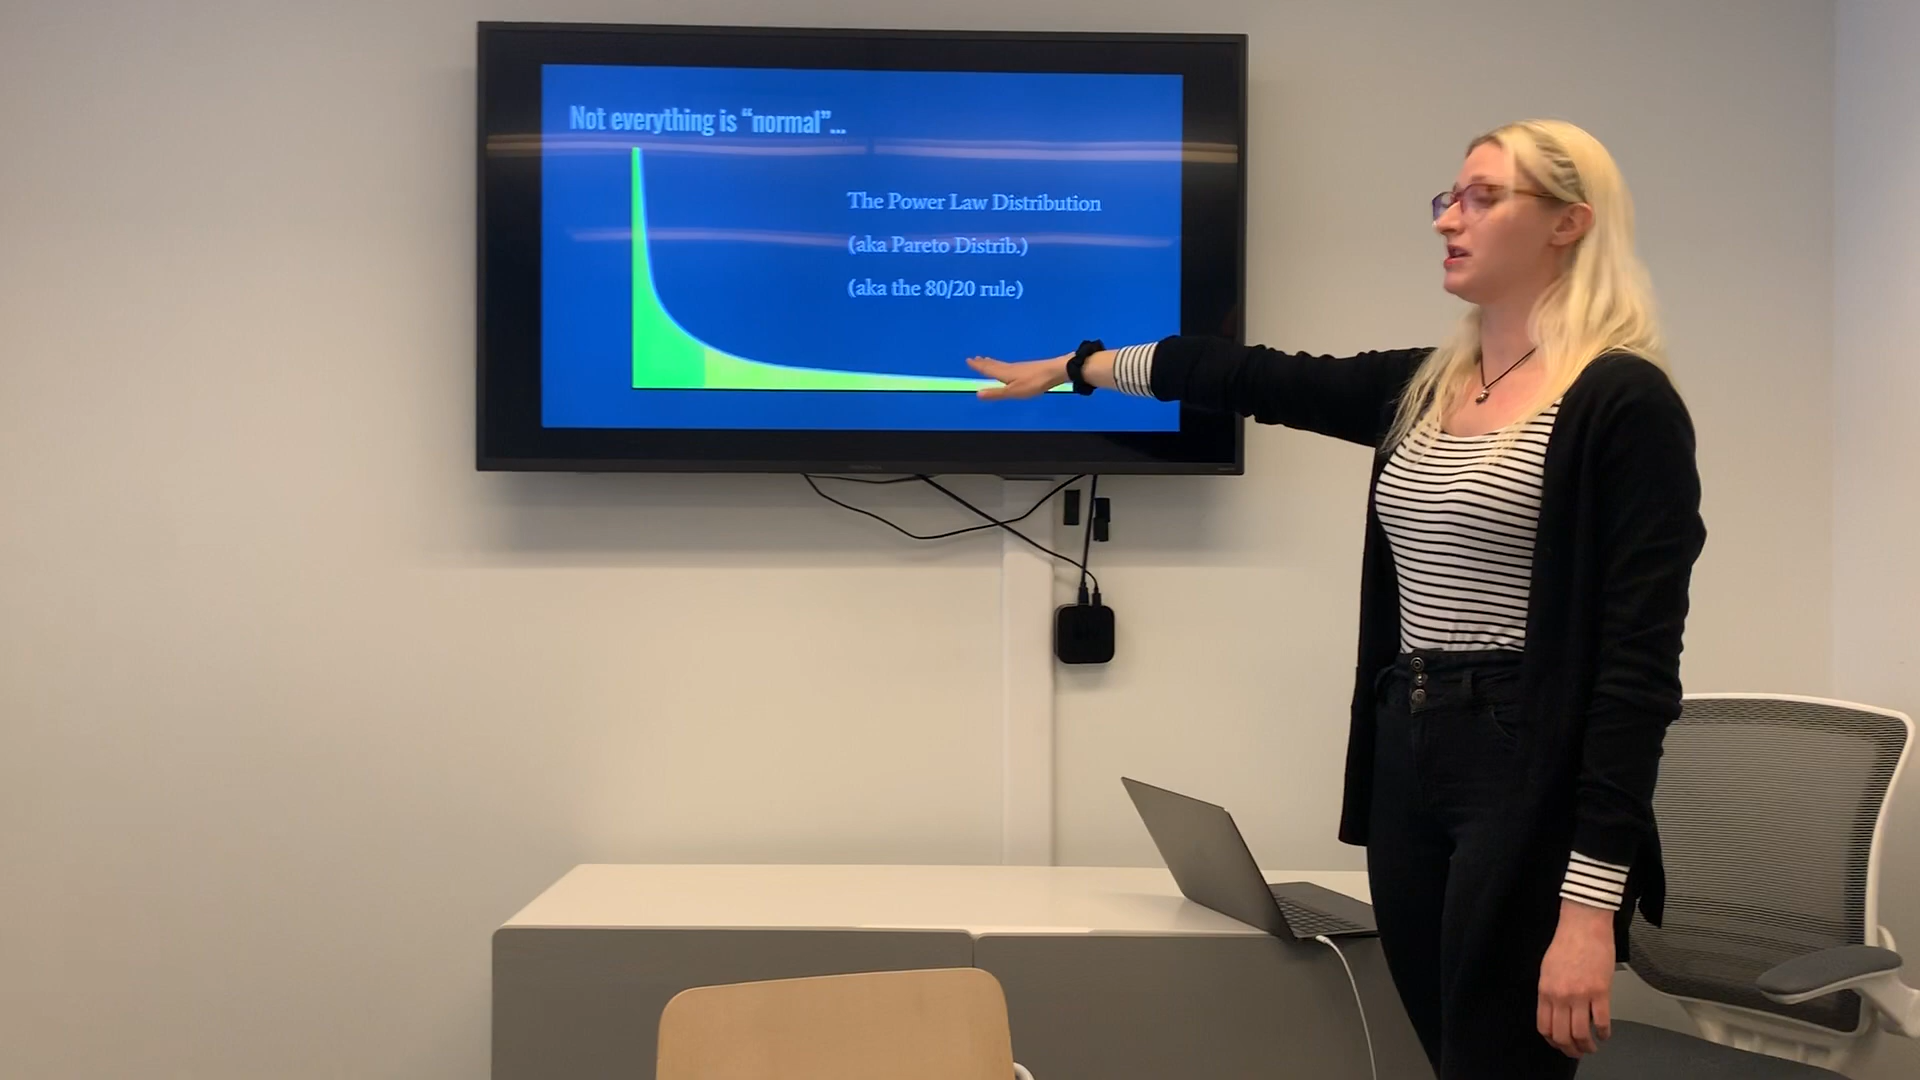 Not everything is “normal”...
The Power Law Distribution
(aka Pareto Distrib.)
(aka the 80/20 rule)